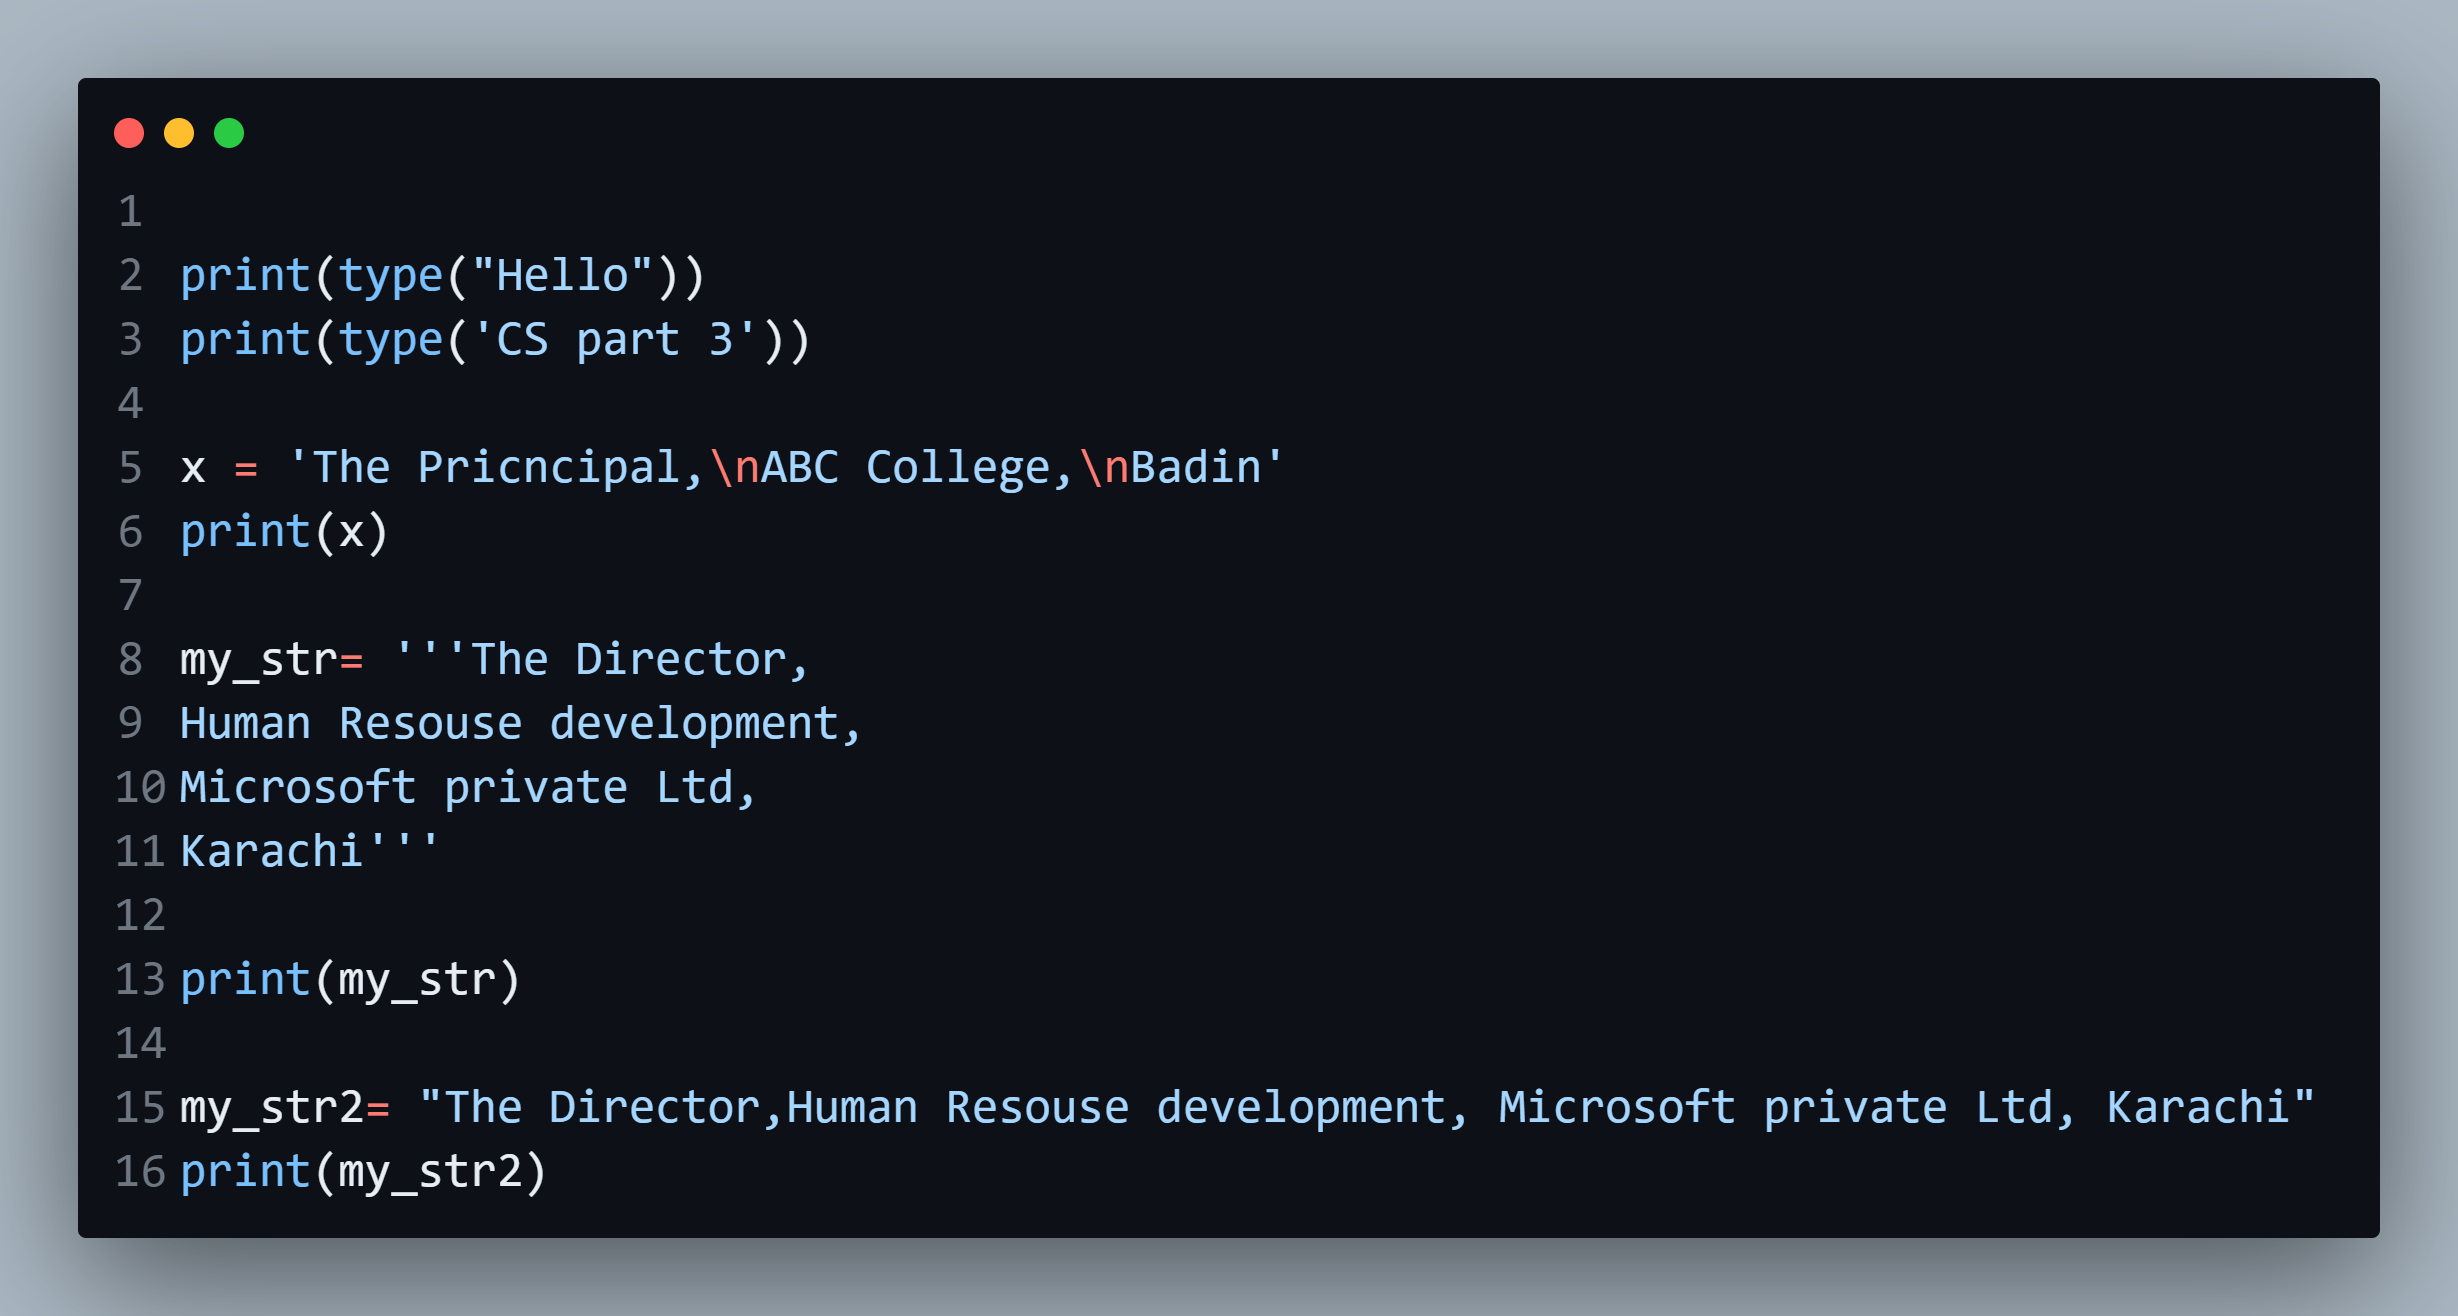 1
2 print(type("Hello"))
3 print(type('CS part 3'))
4
5 x = 'The Pricncipal,\nABC College,\nBadin'
6 print(x)
7
8 my_str= '''The Director,
9 Human Resouse development,
10 Microsoft private Ltd,
11 Karachi'''
12
13 print(my_str)
14
15 my_str2= "The Director,Human Resouse development, Microsoft private Ltd, Karachi"
16 print(my_str2)